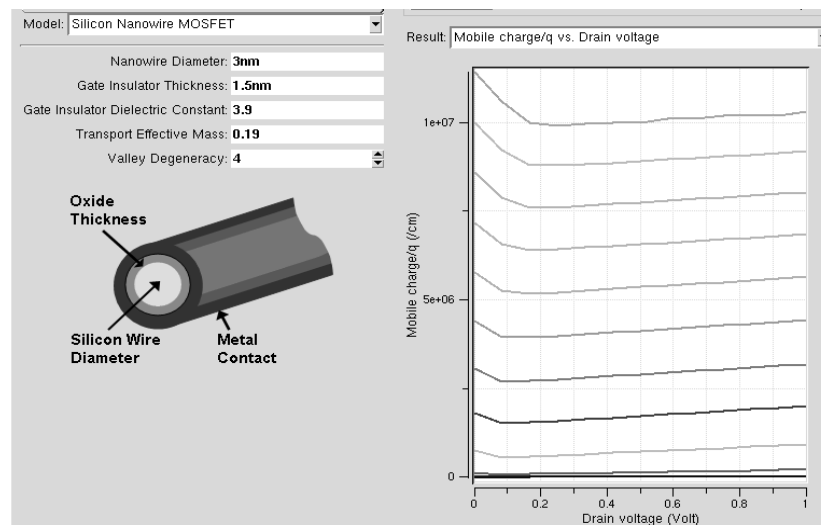 Model: Silicon Nanowire MOSFET
Nanowire Diameter: 3nm
Gate Insulator Thickness: 1.5nm
Gate Insulator Dielectric Constant: 3.9
Transport Effective Mass: 0.19
Valley Degeneracy: 4
Oxide
Thickness
Silicon Wire
Diameter
Metal
Contact
Result: Mobile charge/q vs. Drain voltage
Mobile charge/q (/cm)
1e+07
5e+06
0
0 0.2 0.4 0.6 0.8 1
Drain voltage (Volt)